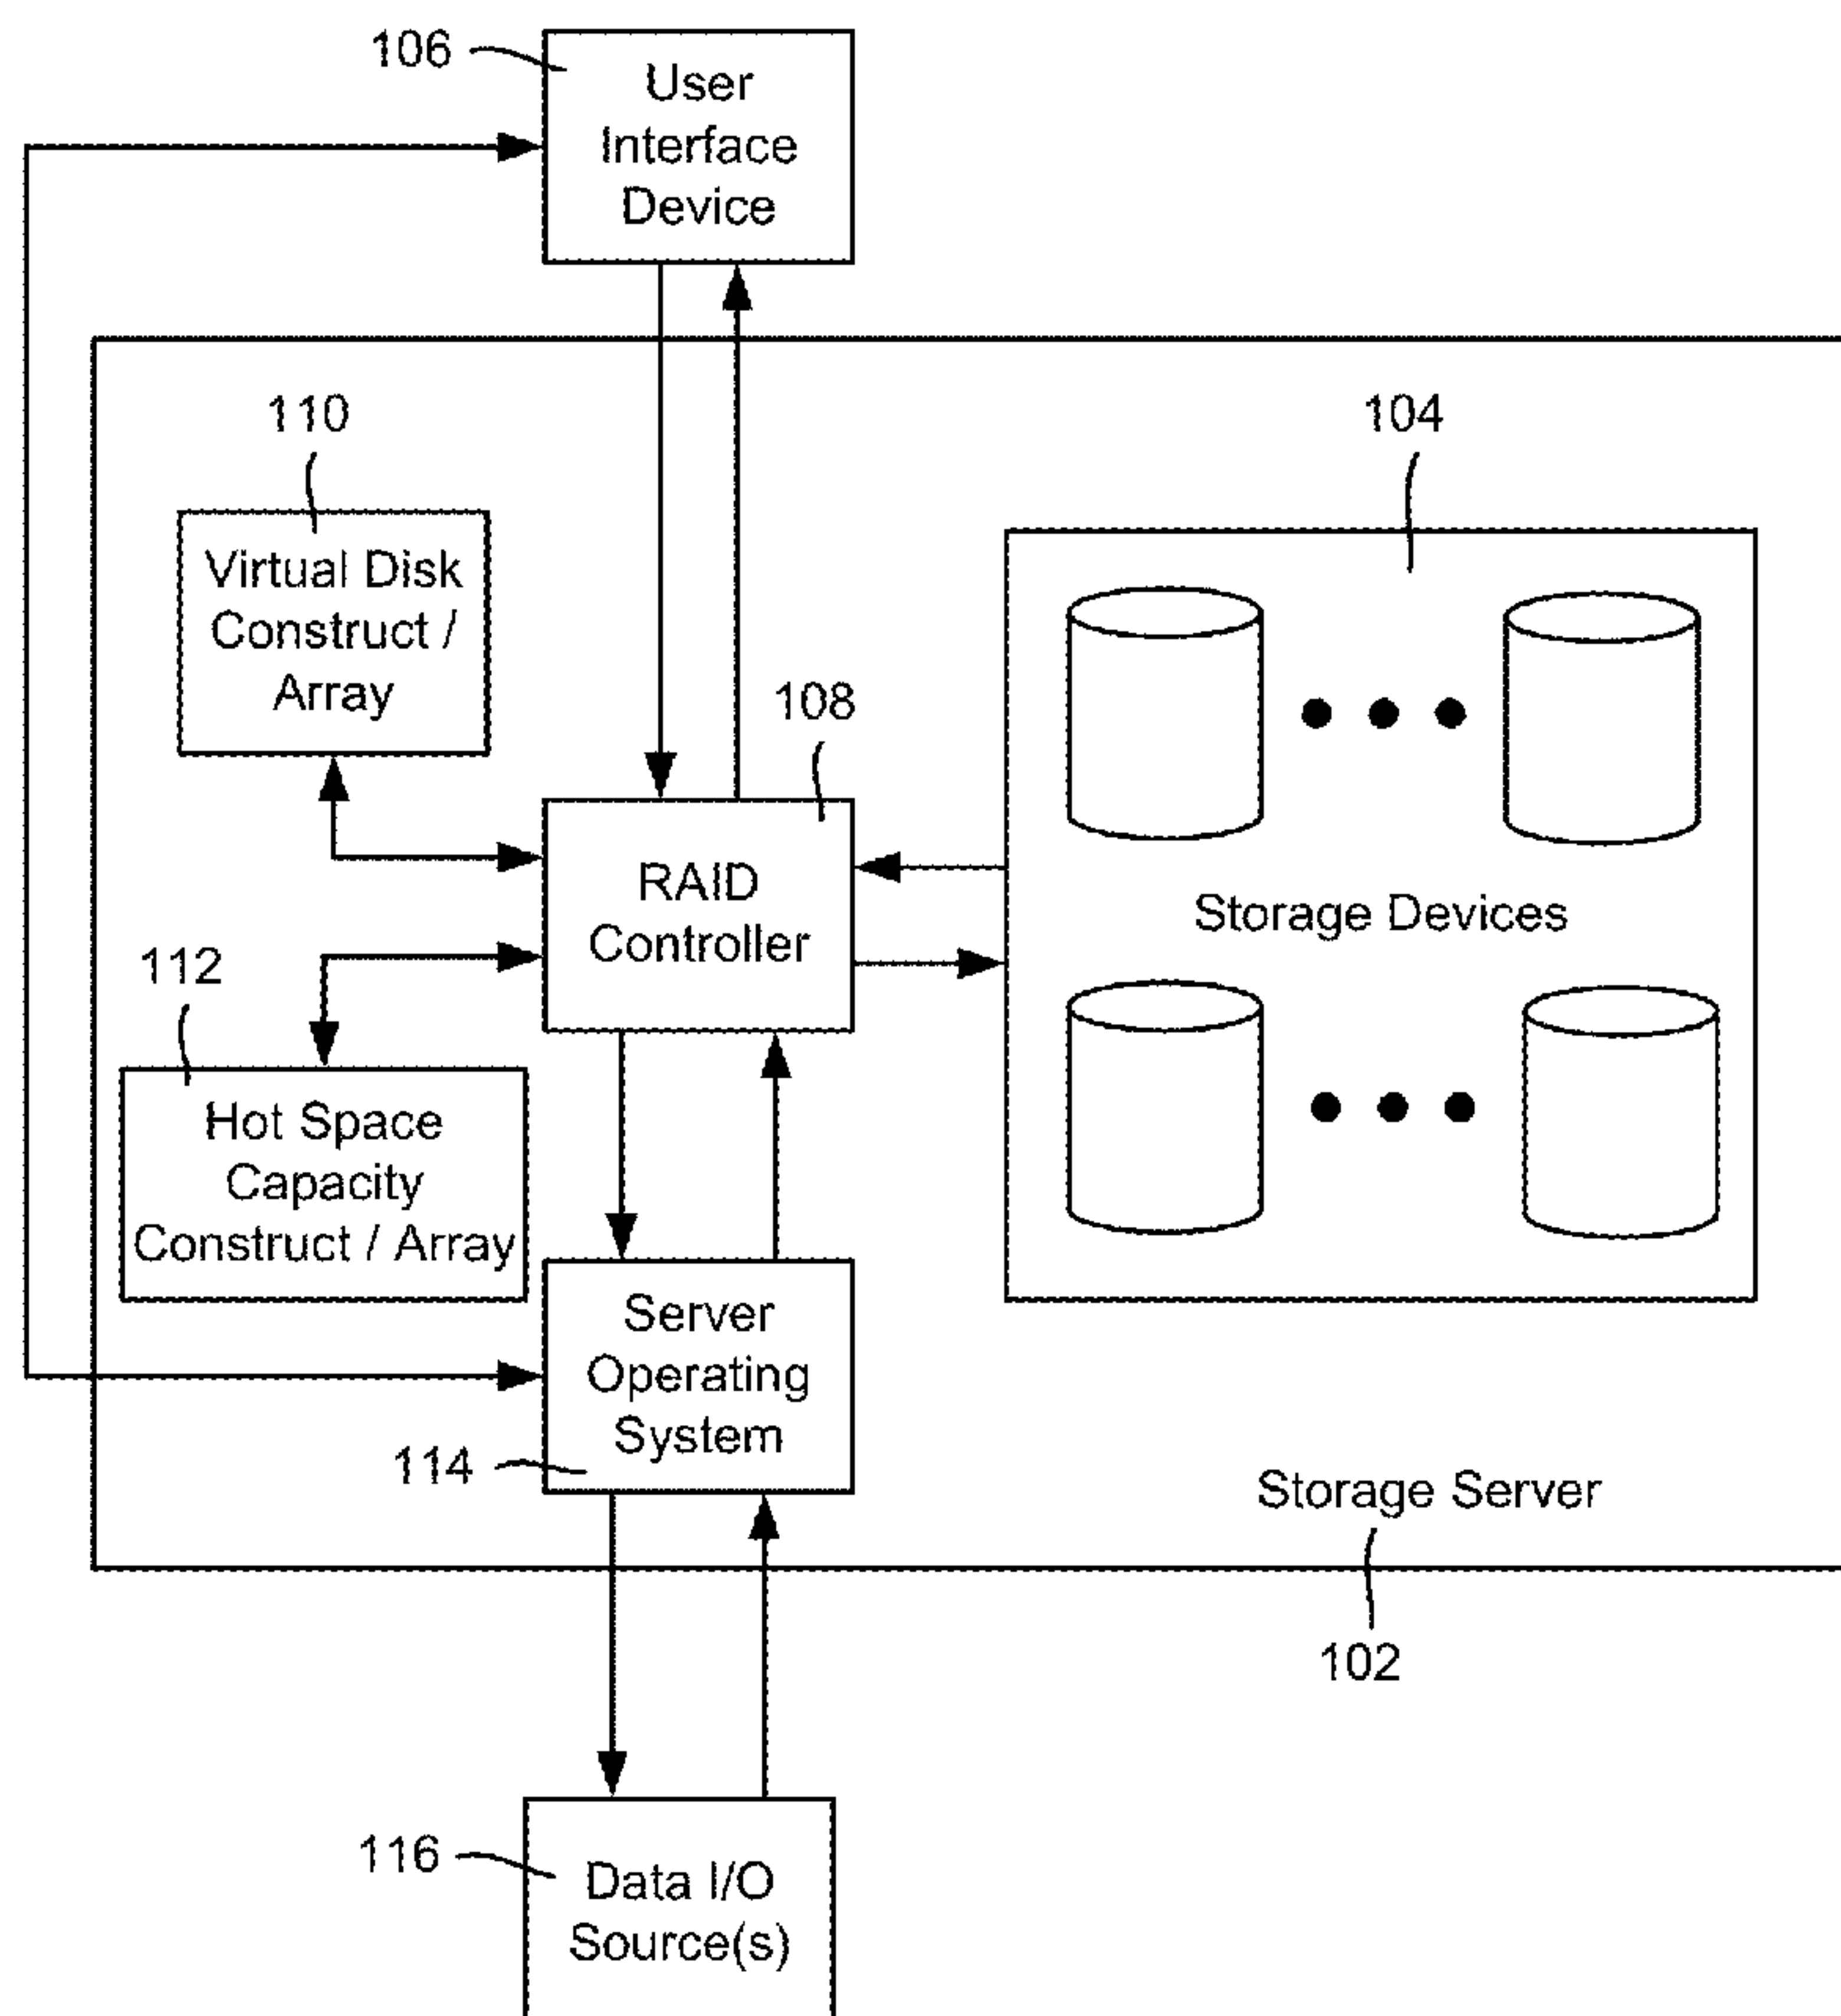 106
User
Interface
Device
110
104
Virtual Disk
Construct /
Array
108
RAID
Controller
Storage Devices
112
Hot Space
Capacity
Construct / Array
Server
Operating
System
114
Storage Server
102
116
Data I/O
Source(s)